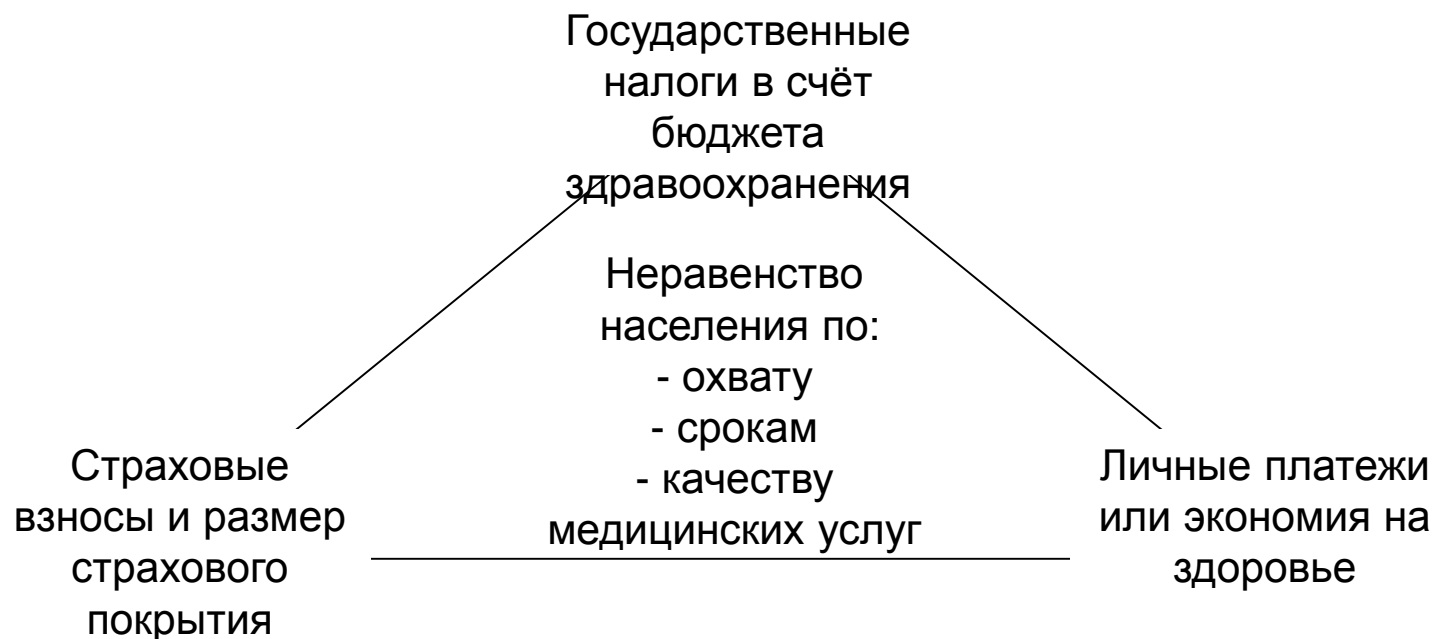 Государственные
налоги в счёт
бюджета
здравоохранения
Неравенство
населения по:
- охвату
- срокам
- качеству
медицинских услуг
Страховые
взносы и размер
страхового
покрытия
Личные платежи
или экономия на
здоровье